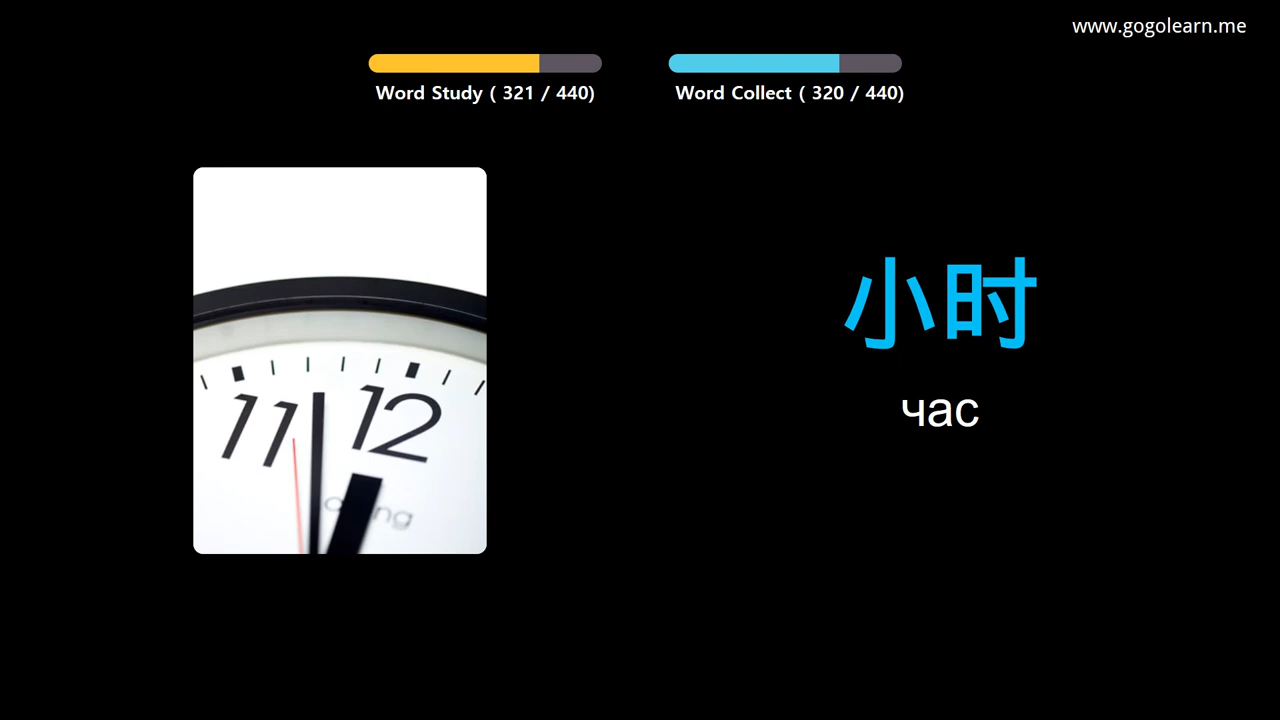 www.gogolearn.me
Word Study ( 321 / 440)
Word Collect ( 320 / 440)
11
12
小时
час